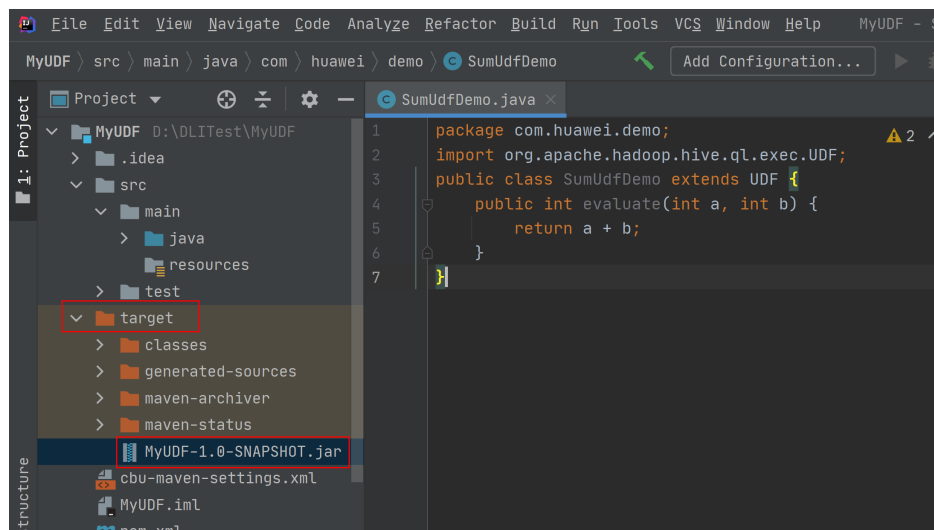 File Edit View Navigate Code Analyze Refactor Build Run Tools VCS Window Help MyUDF -
MyUDF 〉 src 〉 main 〉 java 〉 com 〉 huawei 〉 demo 〉 SumUdfDemo Add Configuration...
1: Project
Project
MyUDF D:\DLITest\MyUDF
.idea
src
main
java
resources
test
target
classes
generated-sources
maven-archiver
maven-status
MyUDF-1.0-SNAPSHOT.jar
cbu-maven-settings.xml
MyUDF.iml
SumUdfDemo.java
2
1 package com.huawei.demo;
2 import org.apache.hadoop.hive.ql.exec.UDF;
3 public class SumUdfDemo extends UDF {
4 public int evaluate(int a, int b) {
5 return a + b;
6 }
7 }